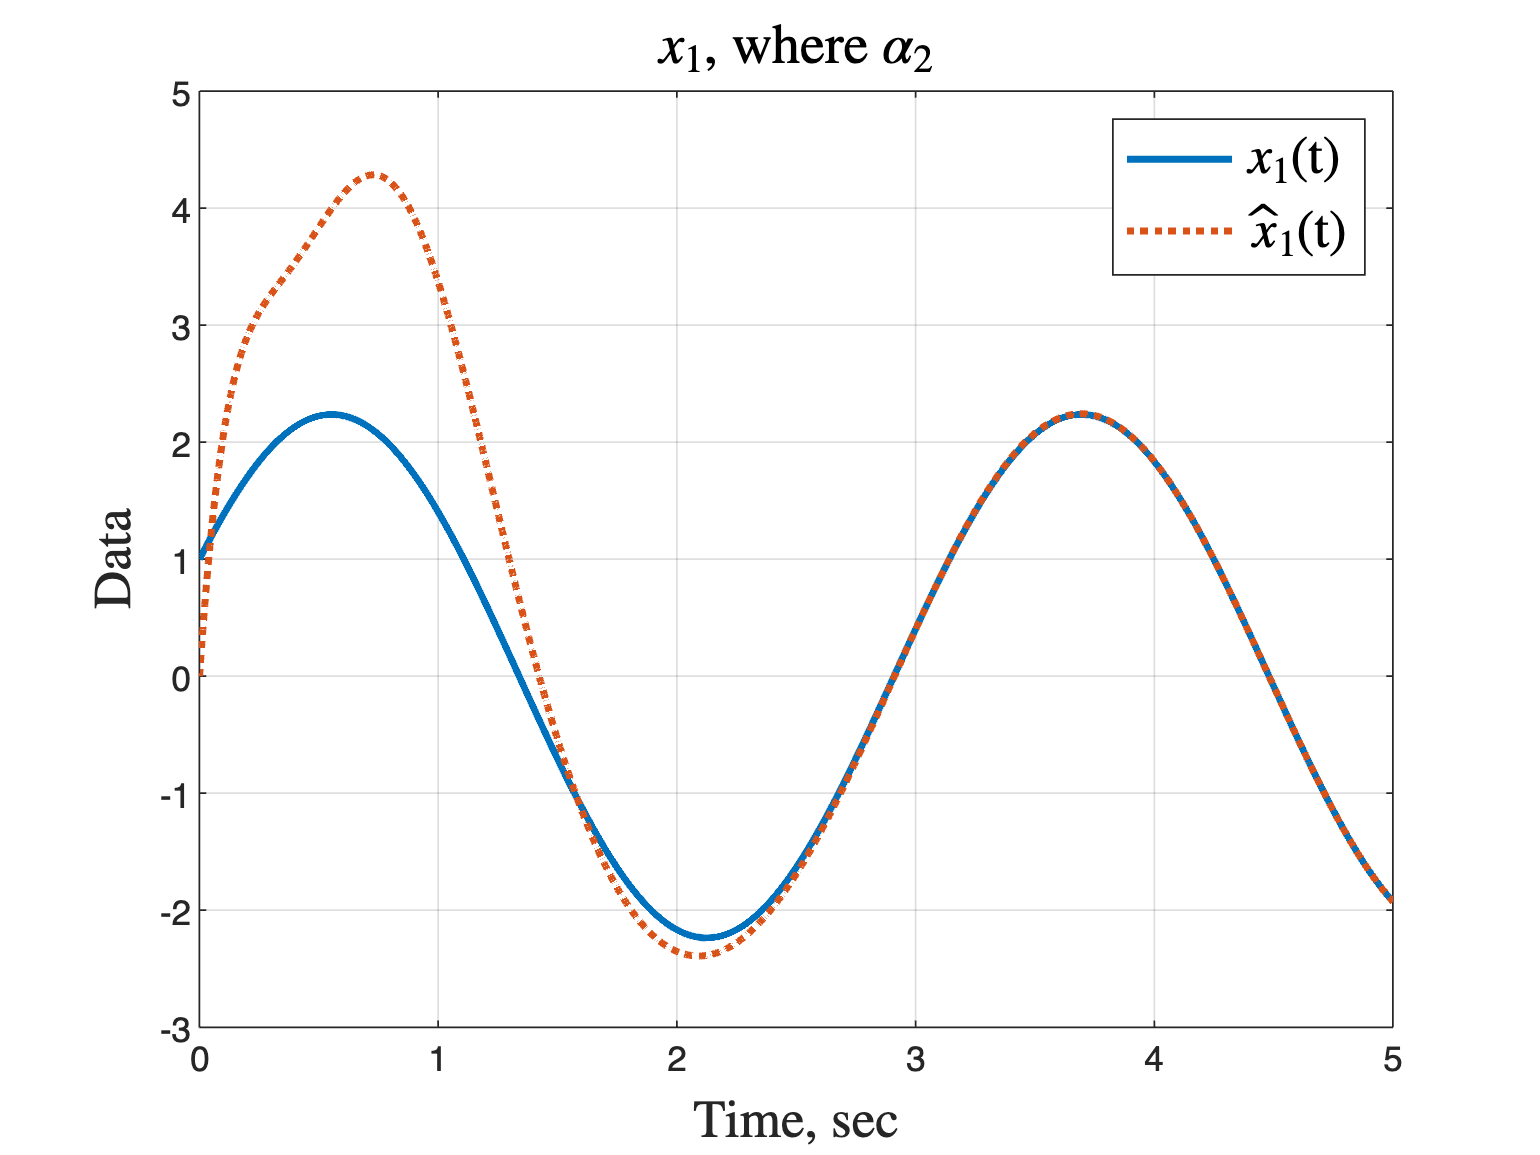 x₁, where α₂
5
4
3
2
1
0
-1
-2
-3
Data
x₁(t)
x̂₁(t)
0 1 2 3 4 5
Time, sec